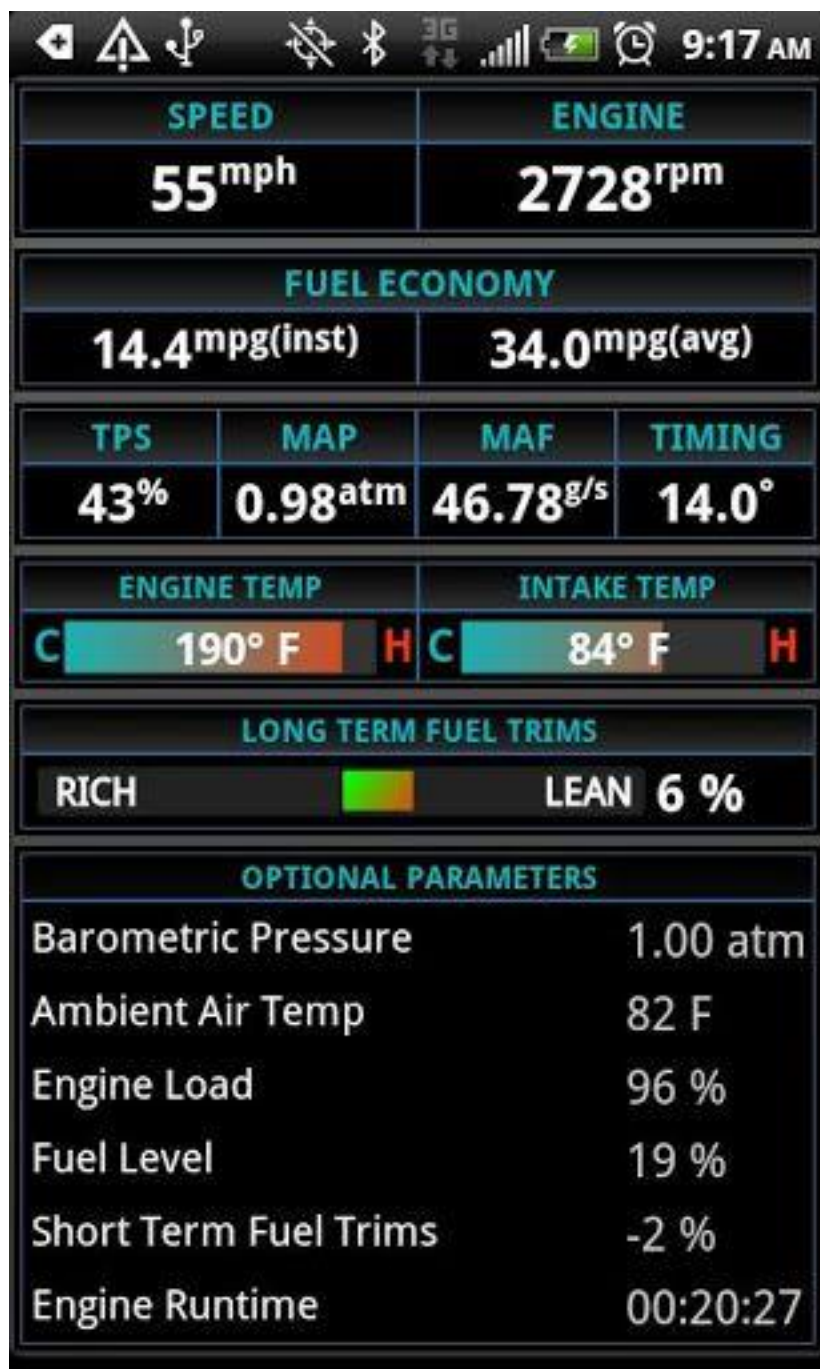 3G 9:17 AM
SPEED ENGINE
55mph 2728rpm
FUEL ECONOMY
14.4mpg(inst) 34.0mpg(avg)
TPS MAP MAF TIMING
43% 0.98atm 46.78g/s 14.0°
ENGINE TEMP INTAKE TEMP
C 190° F H C 84° F H
LONG TERM FUEL TRIMS
RICH LEAN 6 %
OPTIONAL PARAMETERS
Barometric Pressure 1.00 atm
Ambient Air Temp 82 F
Engine Load 96 %
Fuel Level 19 %
Short Term Fuel Trims -2 %
Engine Runtime 00:20:27